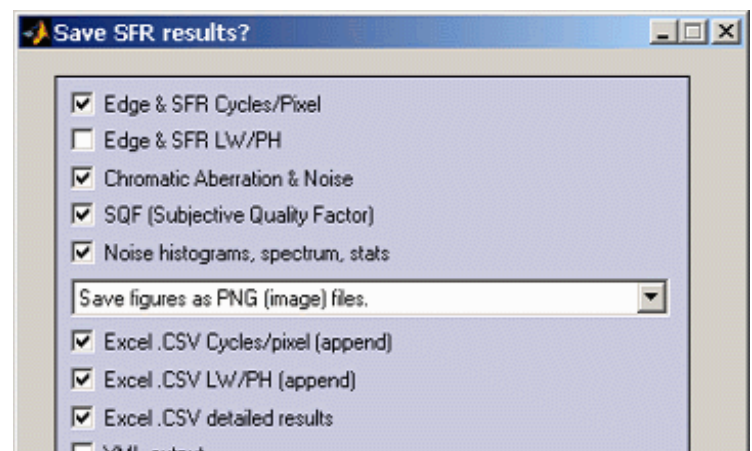 Save SFR results?
Edge & SFR Cycles/Pixel
Edge & SFR LW/PH
Chromatic Aberration & Noise
SQF (Subjective Quality Factor)
Noise histograms, spectrum, stats
Save figures as PNG (image) files.
Excel .CSV Cycles/pixel (append)
Excel .CSV LW/PH (append)
Excel .CSV detailed results
XML output